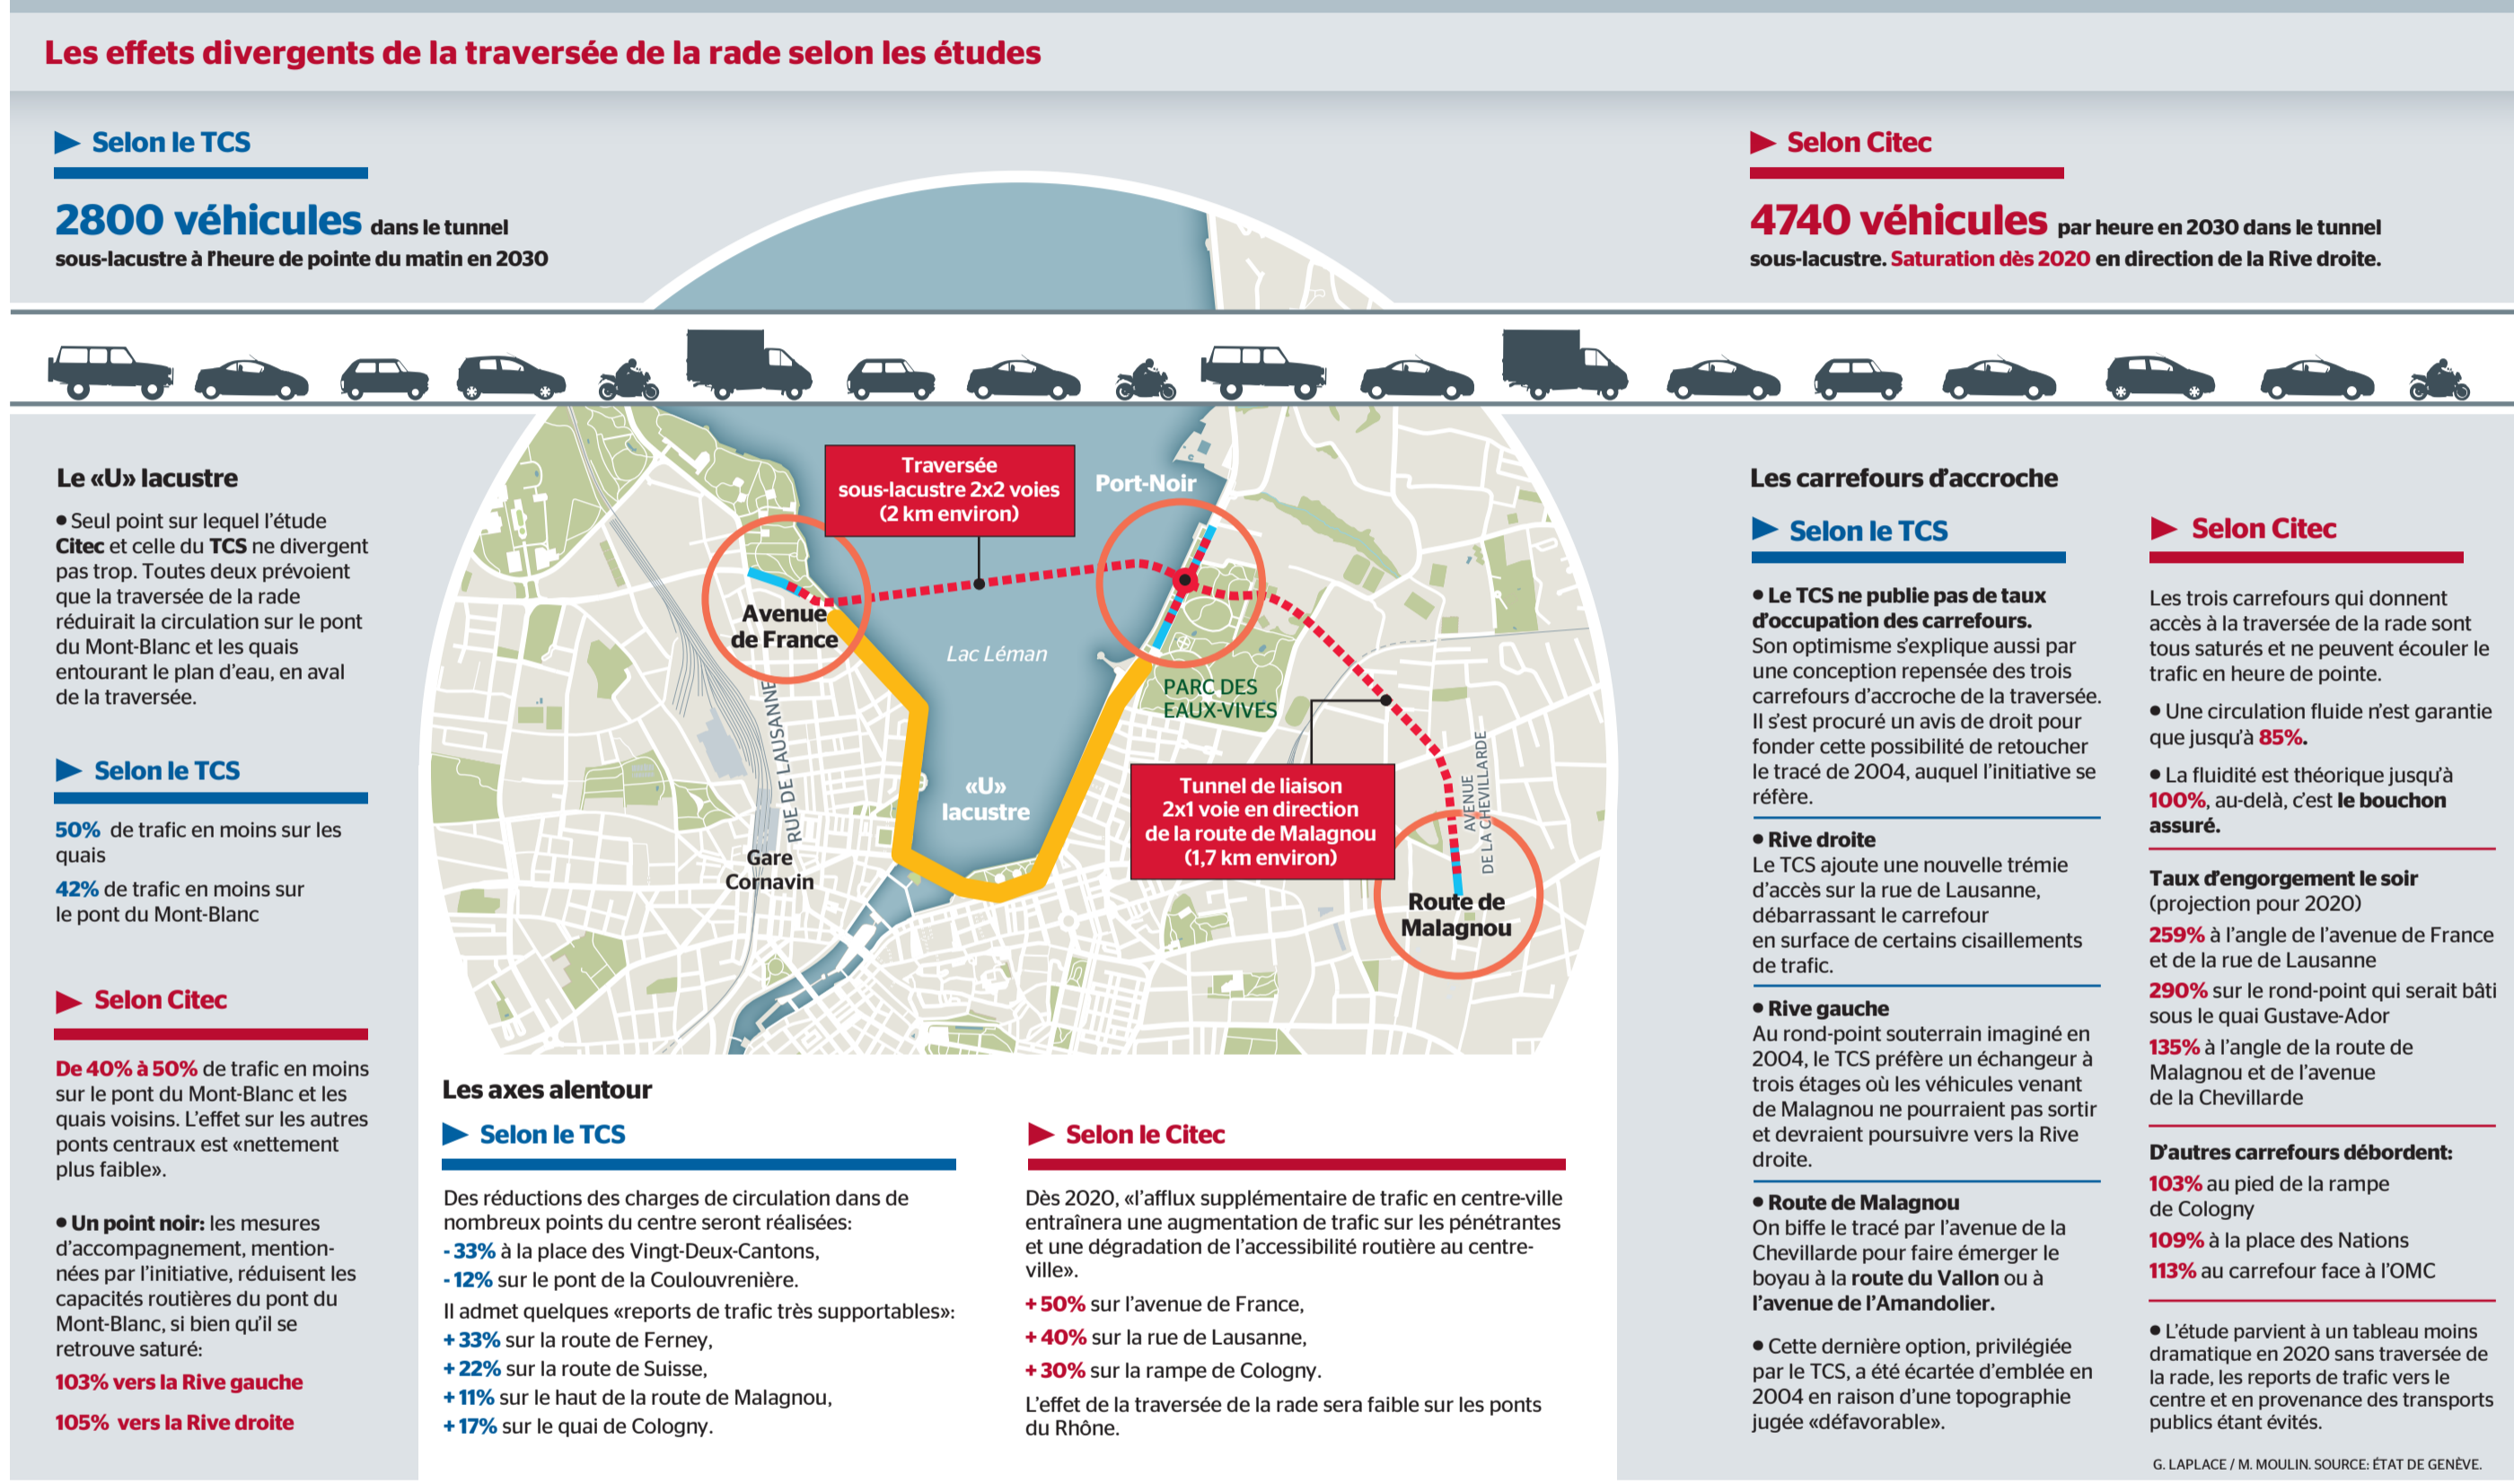 Les effets divergents de la traversée de la rade selon les études
Selon le TCS
2800 véhicules dans le tunnel
sous-lacustre à l'heure de pointe du matin en 2030
Selon Citec
4740 véhicules par heure en 2030 dans le tunnel
sous-lacustre. Saturation dès 2020 en direction de la Rive droite.
Le «U» lacustre
• Seul point sur lequel l'étude
Citec et celle du TCS ne divergent
pas trop. Toutes deux prévoient
que la traversée de la rade
réduirait la circulation sur le pont
du Mont-Blanc et les quais
entourant le plan d'eau, en aval
de la traversée.
Selon le TCS
50% de trafic en moins sur les
quais
42% de trafic en moins sur
le pont du Mont-Blanc
Selon Citec
De 40% à 50% de trafic en moins
sur le pont du Mont-Blanc et les
quais voisins. L'effet sur les autres
ponts centraux est «nettement
plus faible».
• Un point noir: les mesures
d'accompagnement, mention-
nées par l'initiative, réduisent les
capacités routières du pont du
Mont-Blanc, si bien qu'il se
retrouve saturé:
103% vers la Rive gauche
105% vers la Rive droite
Traversée
sous-lacustre 2x2 voies
(2 km environ)
Port-Noir
Avenue
de France
Lac Léman
PARC DES
EAUX-VIVES
RUE DE LAUSANNE
«U»
lacustre
Gare
Cornavin
Tunnel de liaison
2x1 voie en direction
de la route de Malagnou
(1,7 km environ)
AVENUE
DE LA CHEVILLARDE
Route de
Malagnou
Les axes alentour
Selon le TCS
Des réductions des charges de circulation dans de
nombreux points du centre seront réalisées:
- 33% à la place des Vingt-Deux-Cantons,
- 12% sur le pont de la Coulouvrenière.
Il admet quelques «reports de trafic très supportables»:
+ 33% sur la route de Ferney,
+ 22% sur la route de Suisse,
+ 11% sur le haut de la route de Malagnou,
+ 17% sur le quai de Cologny.
Selon le Citec
Dès 2020, «l'afflux supplémentaire de trafic en centre-ville
entraînera une augmentation de trafic sur les pénétrantes
et une dégradation de l'accessibilité routière au centre-
ville».
+ 50% sur l'avenue de France,
+ 40% sur la rue de Lausanne,
+ 30% sur la rampe de Cologny.
L'effet de la traversée de la rade sera faible sur les ponts
du Rhône.
Les carrefours d'accroche
Selon le TCS
• Le TCS ne publie pas de taux
d'occupation des carrefours.
Son optimisme s'explique aussi par
une conception repensée des trois
carrefours d'accroche de la traversée.
Il s'est procuré un avis de droit pour
fonder cette possibilité de retoucher
le tracé de 2004, auquel l'initiative se
réfère.
• Rive droite
Le TCS ajoute une nouvelle trémie
d'accès sur la rue de Lausanne,
débarrassant le carrefour
en surface de certains cisaillements
de trafic.
• Rive gauche
Au rond-point souterrain imaginé en
2004, le TCS préfère un échangeur à
trois étages où les véhicules venant
de Malagnou ne pourraient pas sortir
et devraient poursuivre vers la Rive
droite.
• Route de Malagnou
On biffe le tracé par l'avenue de la
Chevillarde pour faire émerger le
boyau à la route du Vallon ou à
l'avenue de l'Amandolier.
• Cette dernière option, privilégiée
par le TCS, a été écartée d'emblée en
2004 en raison d'une topographie
jugée «défavorable».
Selon Citec
Les trois carrefours qui donnent
accès à la traversée de la rade sont
tous saturés et ne peuvent écouler le
trafic en heure de pointe.
• Une circulation fluide n'est garantie
que jusqu'à 85%.
• La fluidité est théorique jusqu'à
100%, au-delà, c'est le bouchon
assuré.
Taux d'engorgement le soir
(projection pour 2020)
259% à l'angle de l'avenue de France
et de la rue de Lausanne
290% sur le rond-point qui serait bâti
sous le quai Gustave-Ador
135% à l'angle de la route de
Malagnou et de l'avenue
de la Chevillarde
D'autres carrefours débordent:
103% au pied de la rampe
de Cologny
109% à la place des Nations
113% au carrefour face à l'OMC
• L'étude parvient à un tableau moins
dramatique en 2020 sans traversée de
la rade, les reports de trafic vers le
centre et en provenance des transports
publics étant évités.
G. LAPLACE / M. MOULIN. SOURCE: ÉTAT DE GENÈVE.